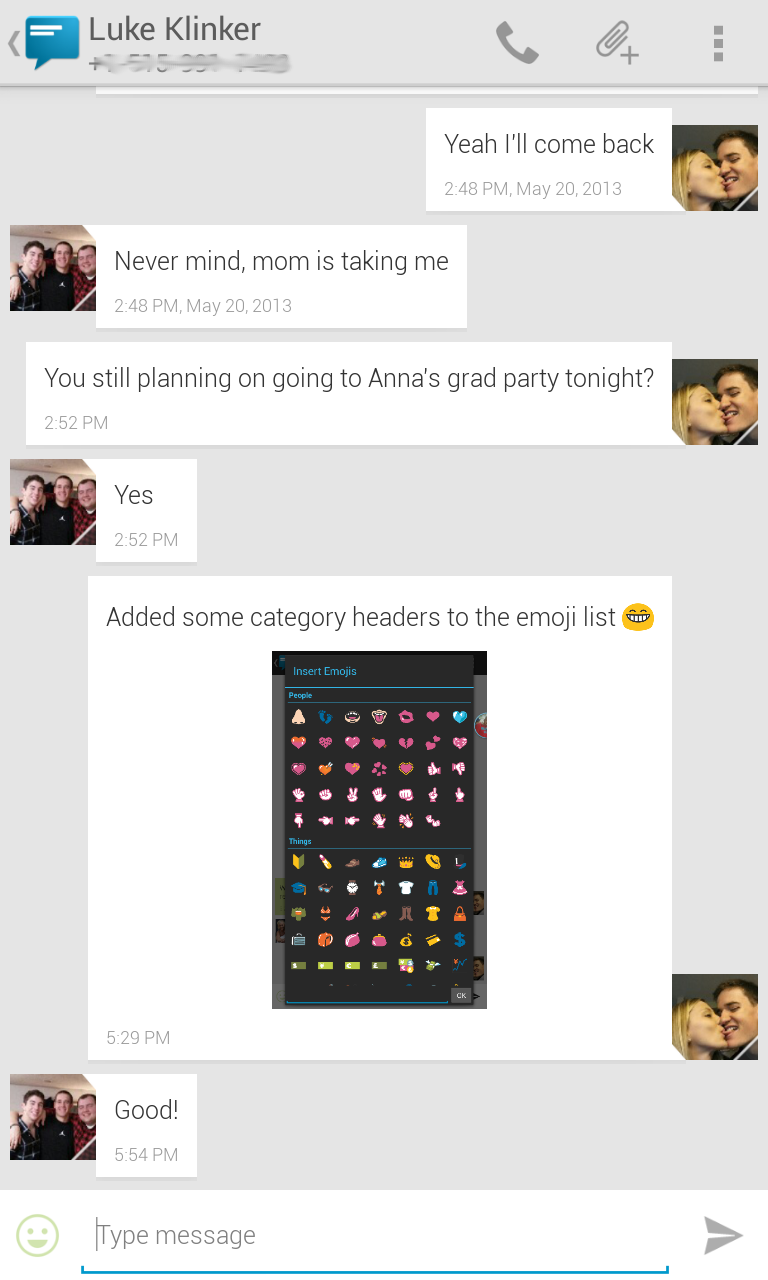 Luke Klinker
Yeah I'll come back
2:48 PM, May 20, 2013
Never mind, mom is taking me
2:48 PM, May 20, 2013
You still planning on going to Anna's grad party tonight?
2:52 PM
Yes
2:52 PM
Added some category headers to the emoji list 😁
Insert Emojis
People
Things
OK
5:29 PM
Good!
5:54 PM
Type message